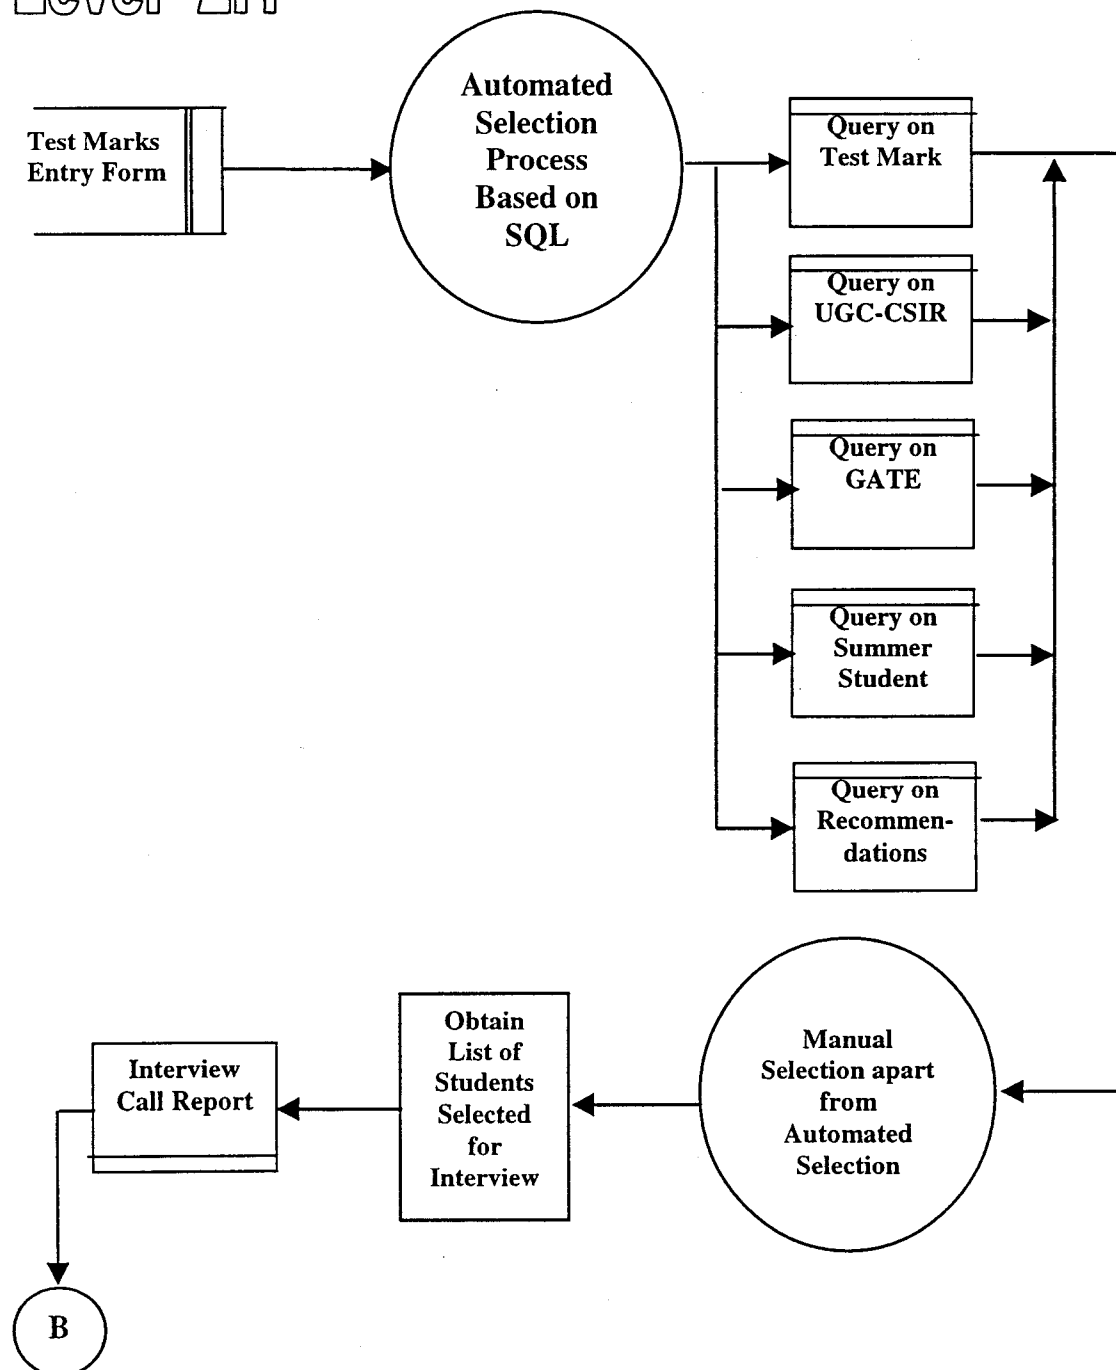 Automated
Selection
Process
Based on
SQL
Test Marks
Entry Form
Query on
Test Mark
Query on
UGC-CSIR
Query on
GATE
Query on
Summer
Student
Query on
Recommen-
dations
Manual
Selection apart
from
Automated
Selection
Obtain
List of
Students
Selected
for
Interview
Interview
Call Report
B